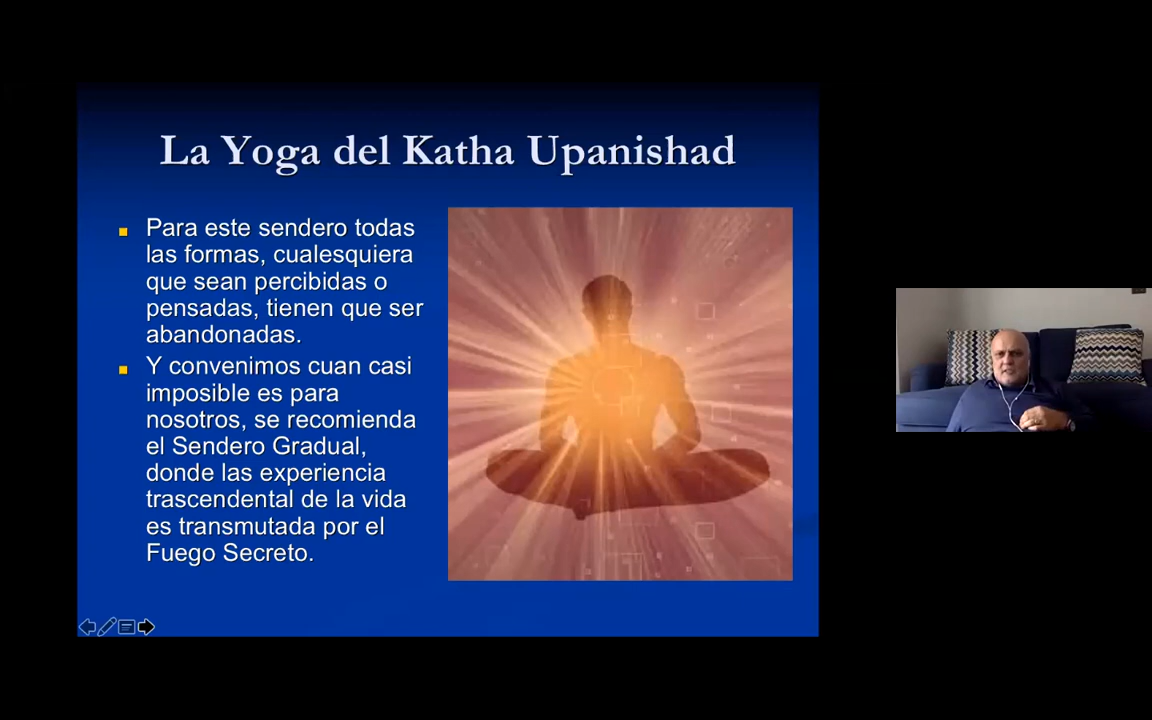 La Yoga del Katha Upanishad
Para este sendero todas
las formas, cualesquiera
que sean percibidas o
pensadas, tienen que ser
abandonadas.
Y convenimos cuan casi
imposible es para
nosotros, se recomienda
el Sendero Gradual,
donde las experiencia
trascendental de la vida
es transmutada por el
Fuego Secreto.